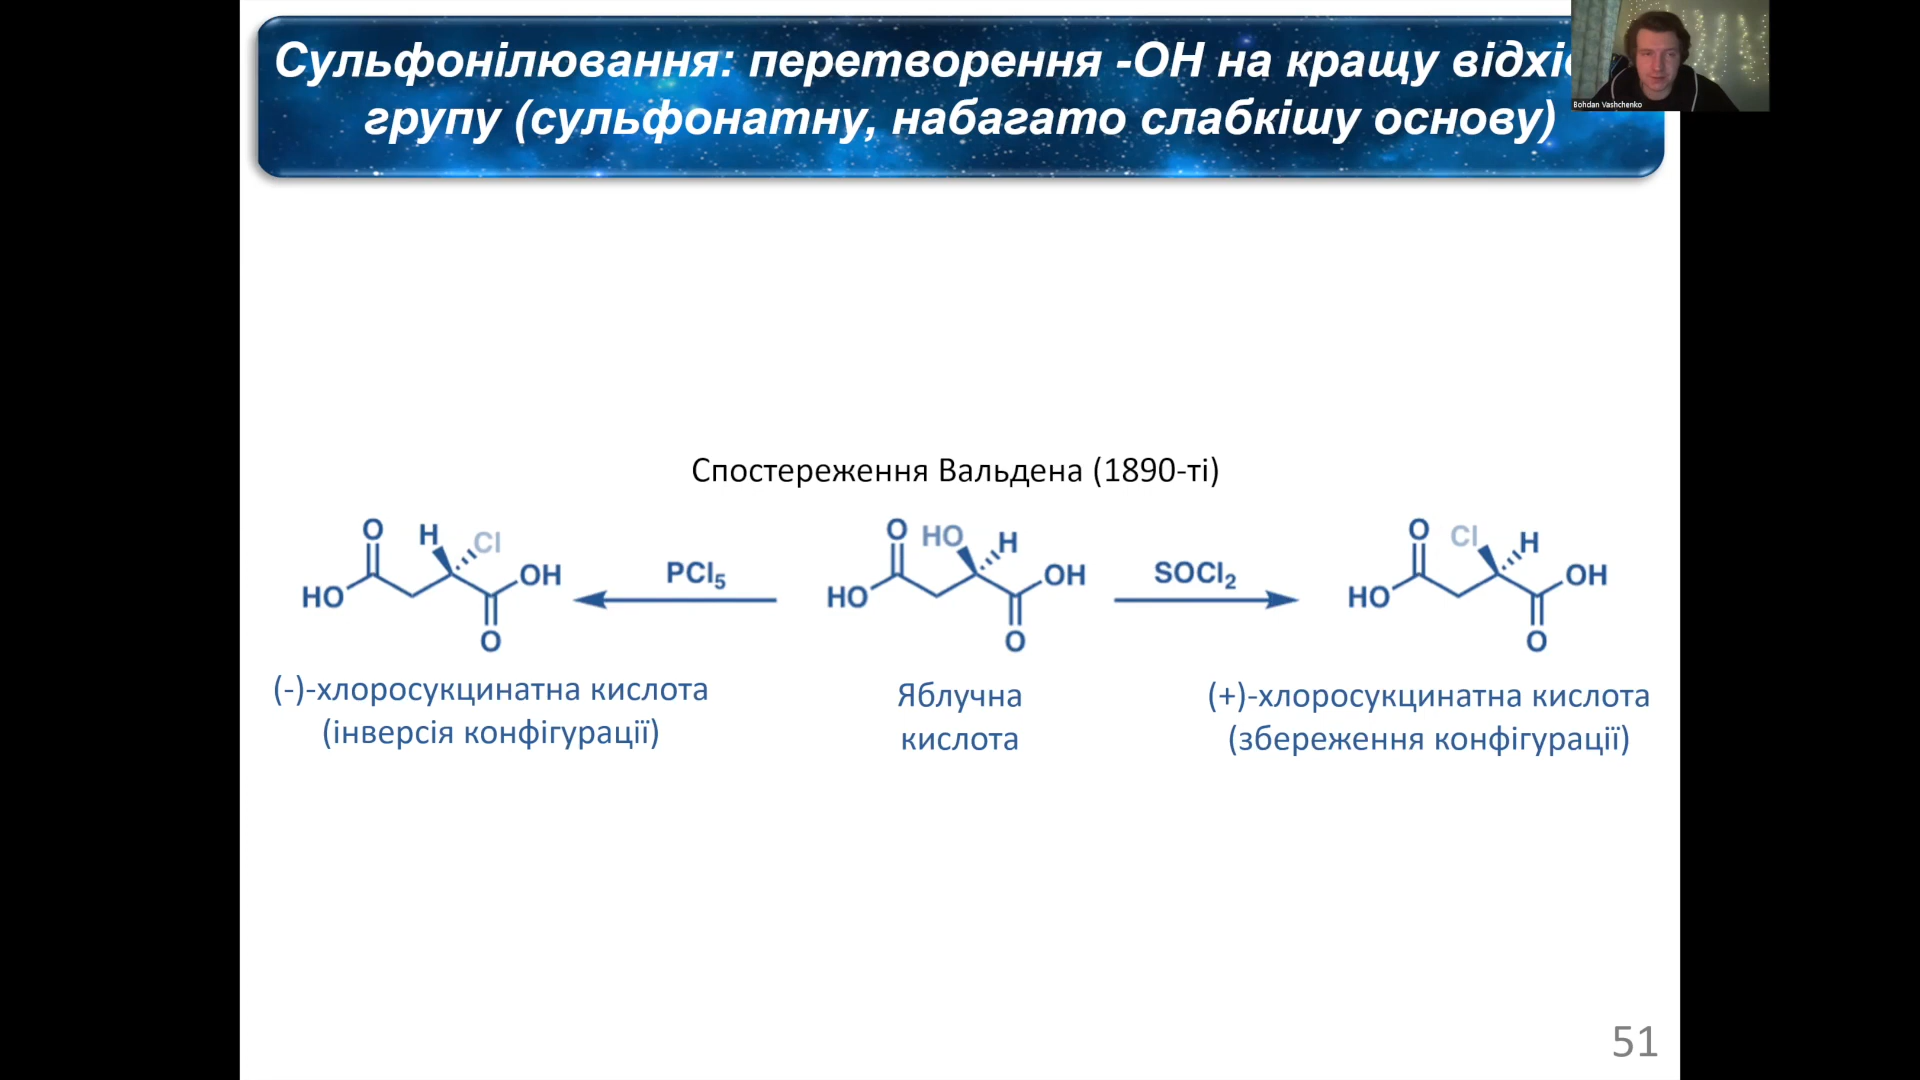 Сульфонілювання: перетворення -ОН на кращу
групу (сульфонатну, набагато слабкішу основу)
Bohdan Vashchenko
Спостереження Вальдена (1890-ті)
O H Cl
HO OH
O
PCl5
O HO H
HO OH
O
SOCl2
O Cl H
HO OH
O
(-)-хлоросукцинатна кислота
(інверсія конфігурації)
Яблучна
кислота
(+)-хлоросукцинатна кислота
(збереження конфігурації)
51